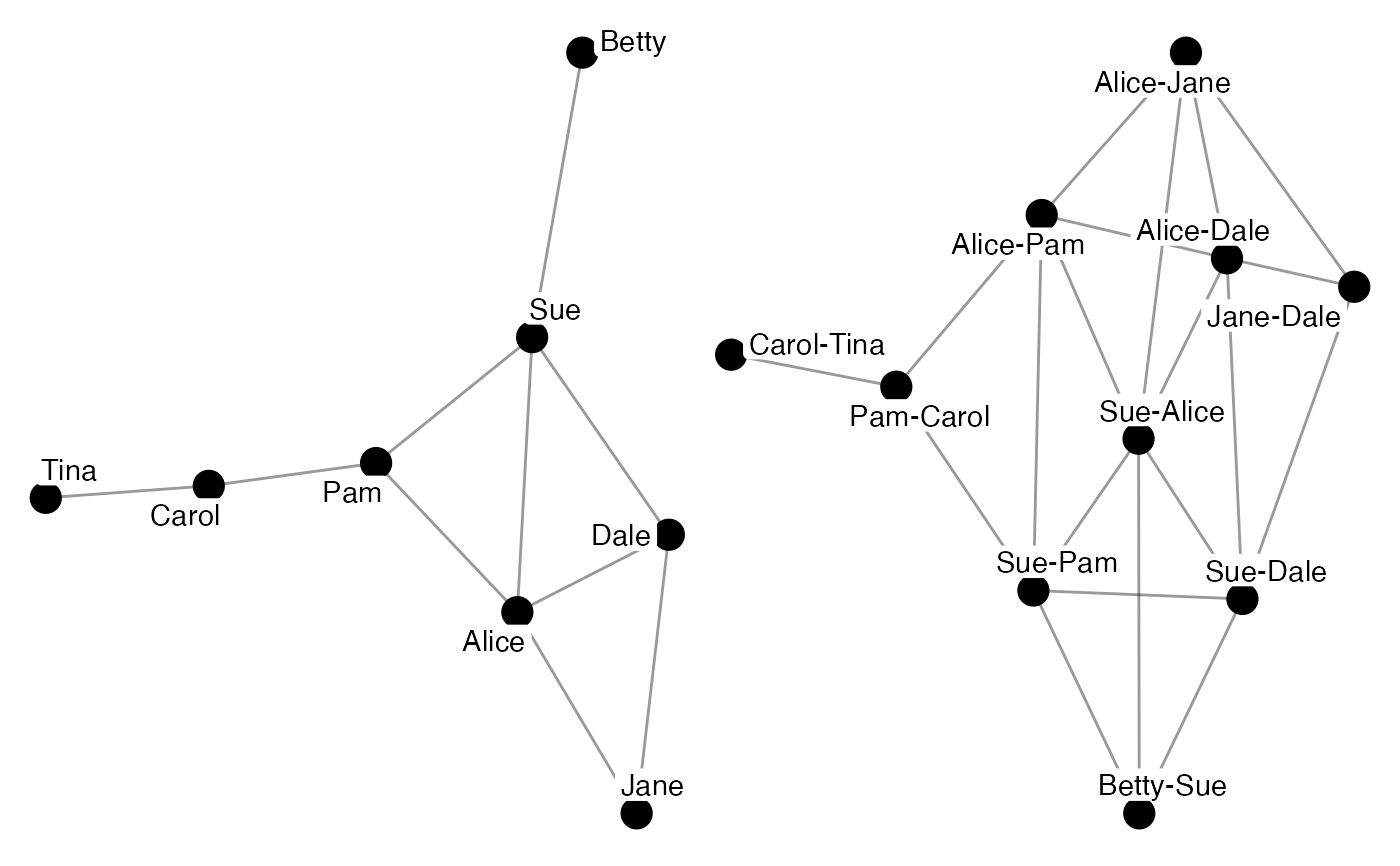 Betty
Sue
Tina
Carol
Pam
Dale
Alice
Jane
Alice-Jane
Alice-Pam
Alice-Dale
Jane-Dale
Carol-Tina
Pam-Carol
Sue-Alice
Sue-Pam
Sue-Dale
Betty-Sue